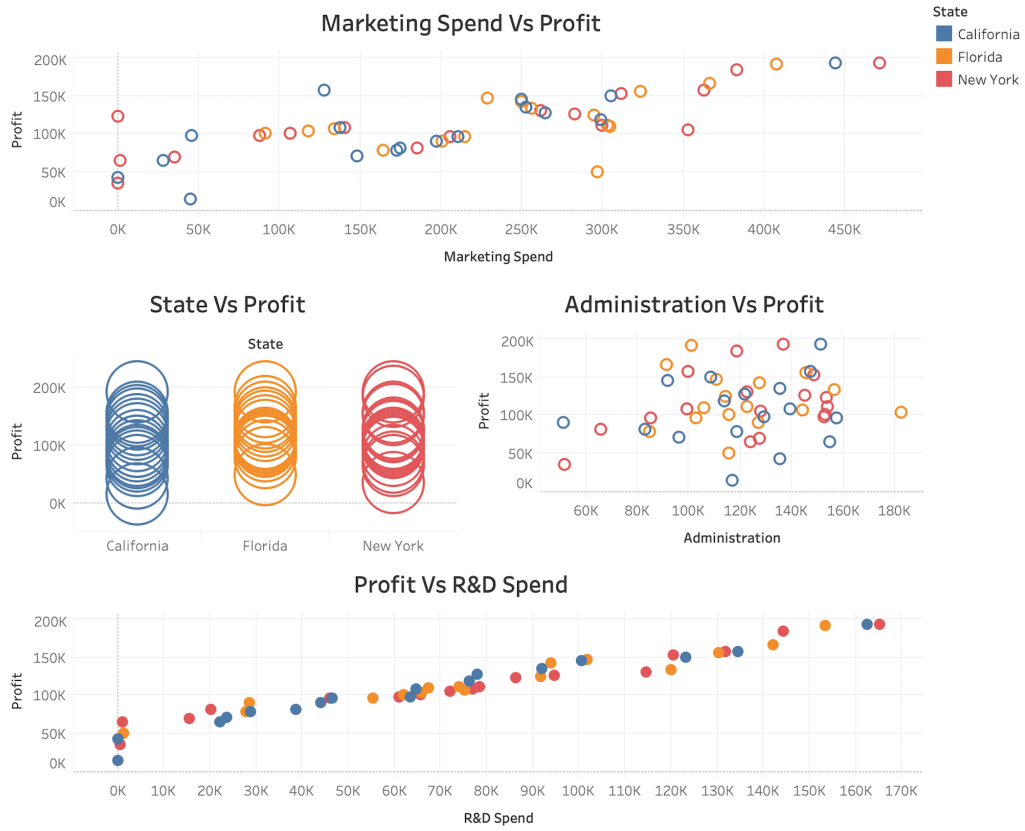 Marketing Spend Vs Profit
State
California
Florida
New York
200K
150K
100K
50K
0K
Profit
0K 50K 100K 150K 200K 250K 300K 350K 400K 450K
Marketing Spend
State Vs Profit
State
200K
100K
0K
Profit
California Florida New York
Administration Vs Profit
200K
150K
100K
50K
0K
Profit
60K 80K 100K 120K 140K 160K 180K
Administration
Profit Vs R&D Spend
200K
150K
100K
50K
0K
Profit
0K 10K 20K 30K 40K 50K 60K 70K 80K 90K 100K 110K 120K 130K 140K 150K 160K 170K
R&D Spend